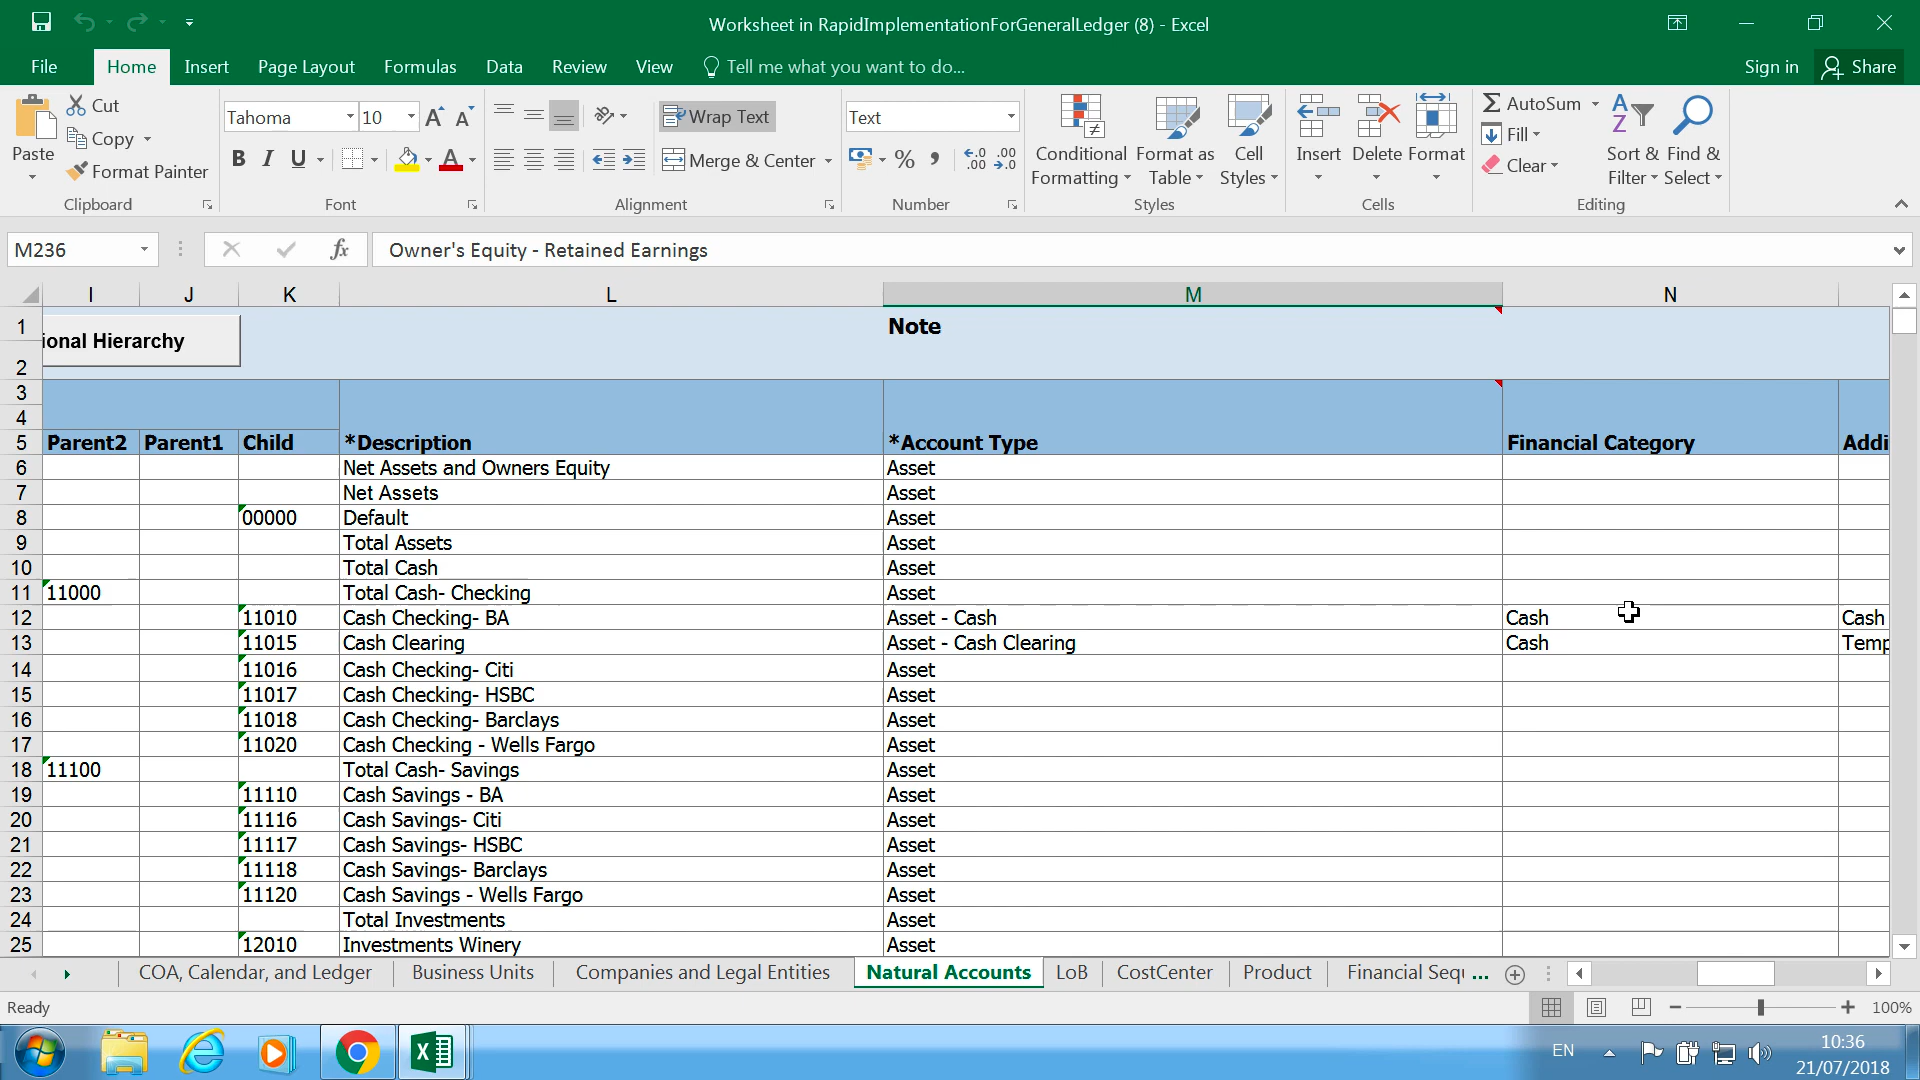 Worksheet in RapidImplementationForGeneralLedger (8) - Excel
File Home Insert Page Layout Formulas Data Review View Tell me what you want to do... Sign in Share
Paste Cut Copy Format Painter Clipboard
Tahoma 10 B I U A Font
Wrap Text Merge & Center Alignment
Text % Number
Conditional Formatting Format as Table Cell Styles Styles
Insert Delete Format Cells
AutoSum Fill Clear Sort & Filter Find & Select Editing
M236 fx Owner's Equity - Retained Earnings
I J K L M N
1 ional Hierarchy Note
2
3
4
5 Parent2 Parent1 Child *Description *Account Type Financial Category Addi
6 Net Assets and Owners Equity Asset
7 Net Assets Asset
8 00000 Default Asset
9 Total Assets Asset
10 Total Cash Asset
11 11000 Total Cash- Checking Asset
12 11010 Cash Checking- BA Asset - Cash Cash Cash
13 11015 Cash Clearing Asset - Cash Clearing Cash Temp
14 11016 Cash Checking- Citi Asset
15 11017 Cash Checking- HSBC Asset
16 11018 Cash Checking- Barclays Asset
17 11020 Cash Checking - Wells Fargo Asset
18 11100 Total Cash- Savings Asset
19 11110 Cash Savings - BA Asset
20 11116 Cash Savings- Citi Asset
21 11117 Cash Savings- HSBC Asset
22 11118 Cash Savings- Barclays Asset
23 11120 Cash Savings - Wells Fargo Asset
24 Total Investments Asset
25 12010 Investments Winery Asset
COA, Calendar, and Ledger Business Units Companies and Legal Entities Natural Accounts LoB CostCenter Product Financial Sequ ...
Ready 100%
EN 10:36
21/07/2018